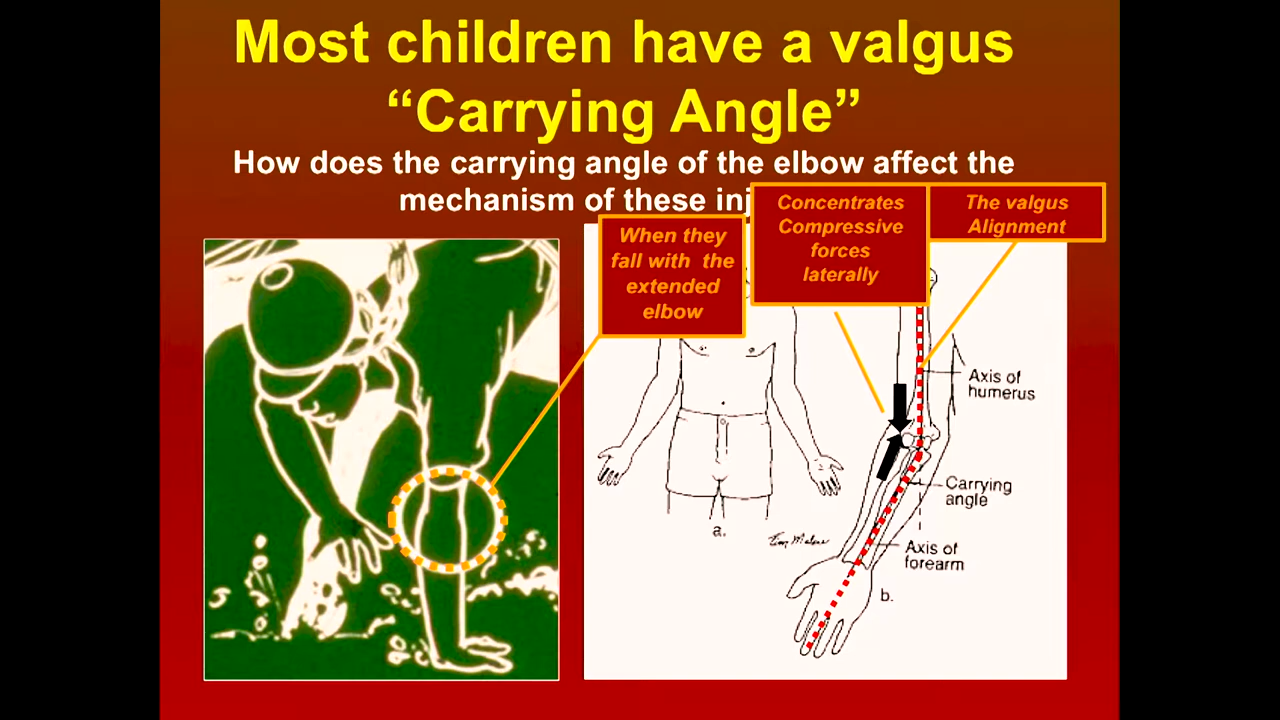 Most children have a valgus
“Carrying Angle”
How does the carrying angle of the elbow affect the
mechanism of these
When they
fall with the
extended
elbow
Concentrates
Compressive
forces
laterally
The valgus
Alignment
Axis of
humerus
Carrying
angle
Axis of
forearm
a.
b.